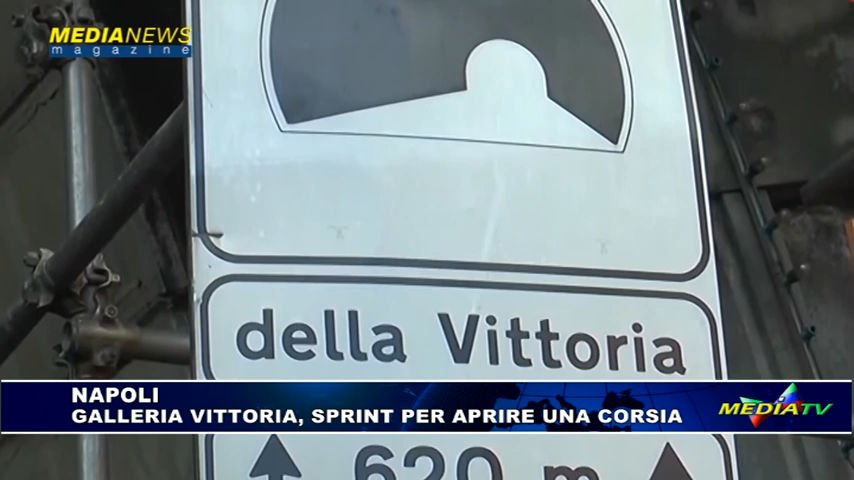 MEDIANEWS
magazine
della Vittoria
NAPOLI
GALLERIA VITTORIA, SPRINT PER APRIRE UNA CORSIA
MEDIATV
620 m